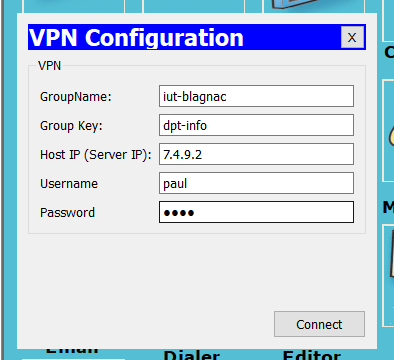 VPN Configuration X
VPN
GroupName: iut-blagnac
Group Key: dpt-info
Host IP (Server IP): 7.4.9.2
Username paul
Password ●●●●
Connect
Email
Dialer
Editor